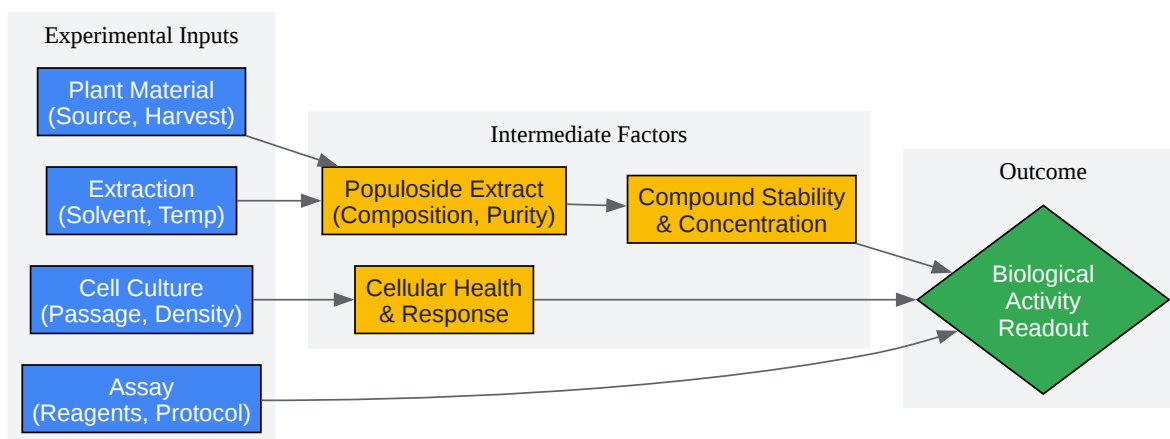 Experimental Inputs
Plant Material
(Source, Harvest)
Extraction
(Solvent, Temp)
Cell Culture
(Passage, Density)
Assay
(Reagents, Protocol)
Intermediate Factors
Populoside Extract
(Composition, Purity)
Compound Stability
& Concentration
Cellular Health
& Response
Outcome
Biological
Activity
Readout